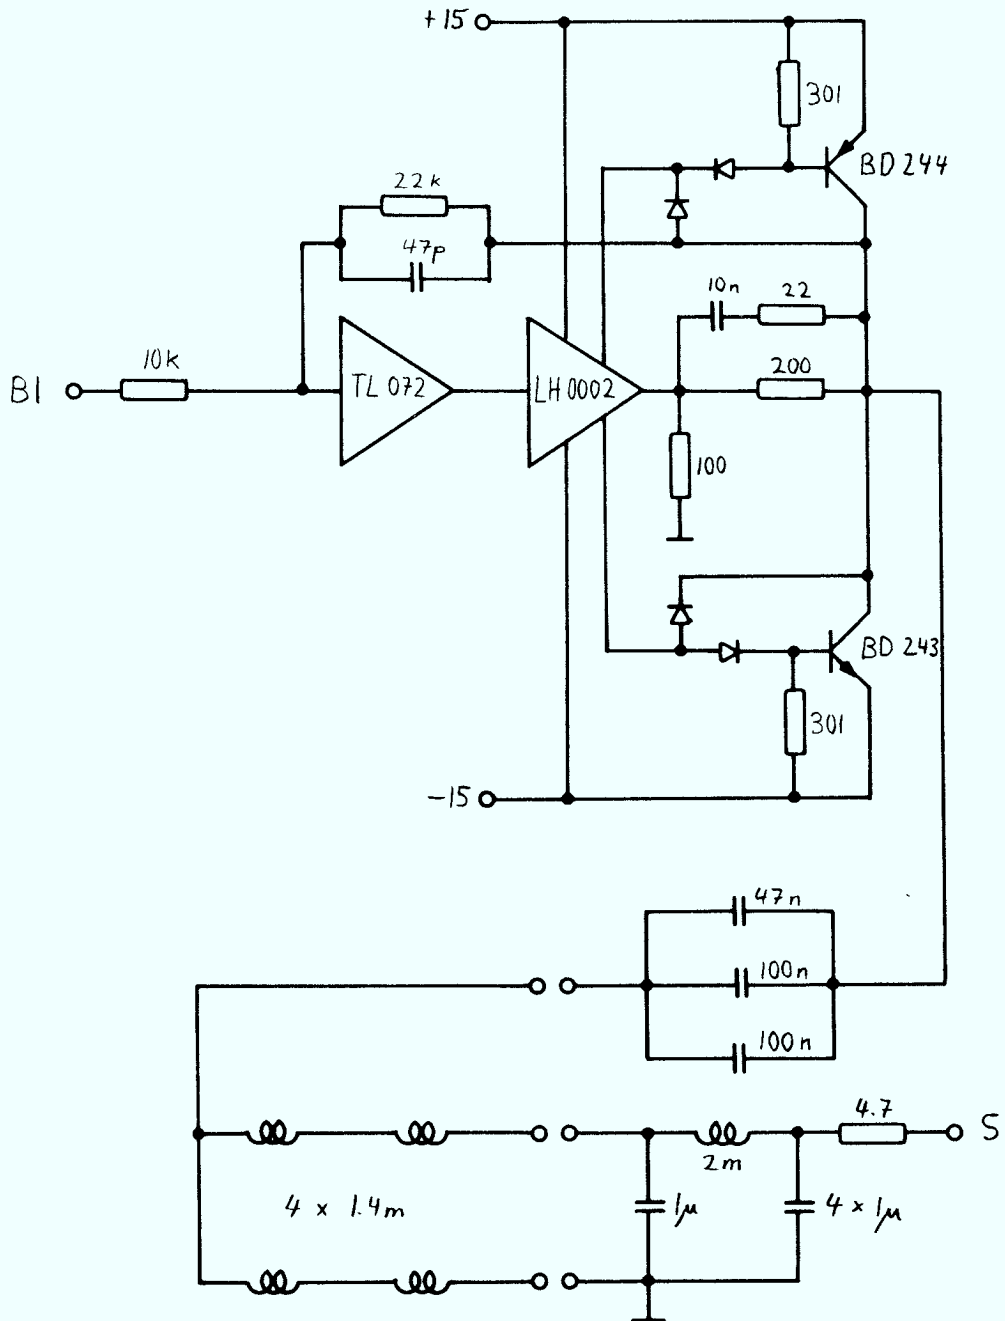 +15
301
BD 244
22k
47p
10n
22
10k
200
B1
TL 072
LH 0002
100
BD 243
301
-15
47n
100n
100n
4.7
S
2m
4 x 1.4m
1μ
4 x 1μ